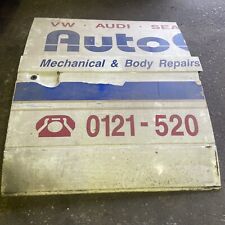 VW · AUDI · SEA
Auto
Mechanical & Body Repairs
0121 - 520